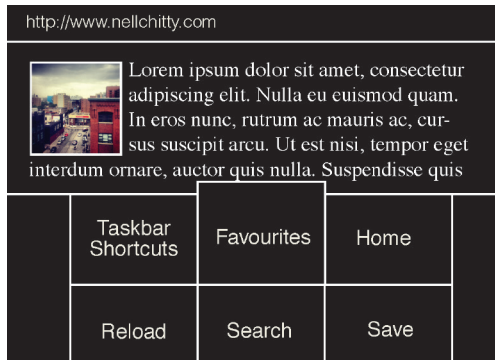 http://www.nellchitty.com
Lorem ipsum dolor sit amet, consectetur
adipiscing elit. Nulla eu euismod quam.
In eros nunc, rutrum ac mauris ac, cur-
sus suscipit arcu. Ut est nisi, tempor eget
interdum ornare, auctor quis nulla. Suspendisse quis
Taskbar
Shortcuts
Favourites
Home
Reload
Search
Save